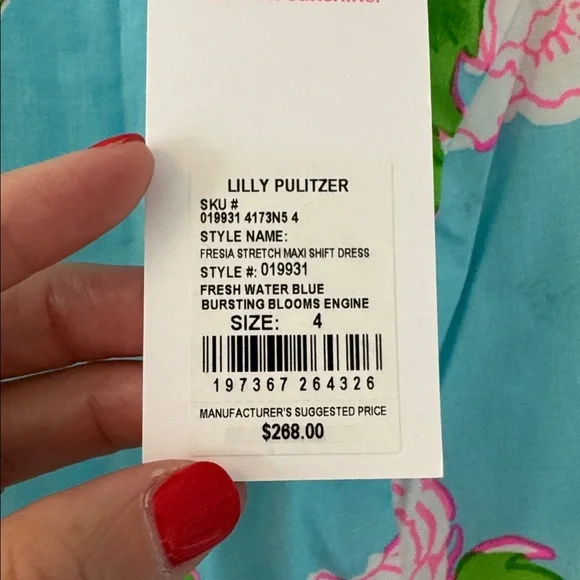 sunshine.
LILLY PULITZER
SKU #
019931 4173N5 4
STYLE NAME:
FRESIA STRETCH MAXI SHIFT DRESS
STYLE #: 019931
FRESH WATER BLUE
BURSTING BLOOMS ENGINE
SIZE: 4
197367 264326
MANUFACTURER'S SUGGESTED PRICE
$268.00